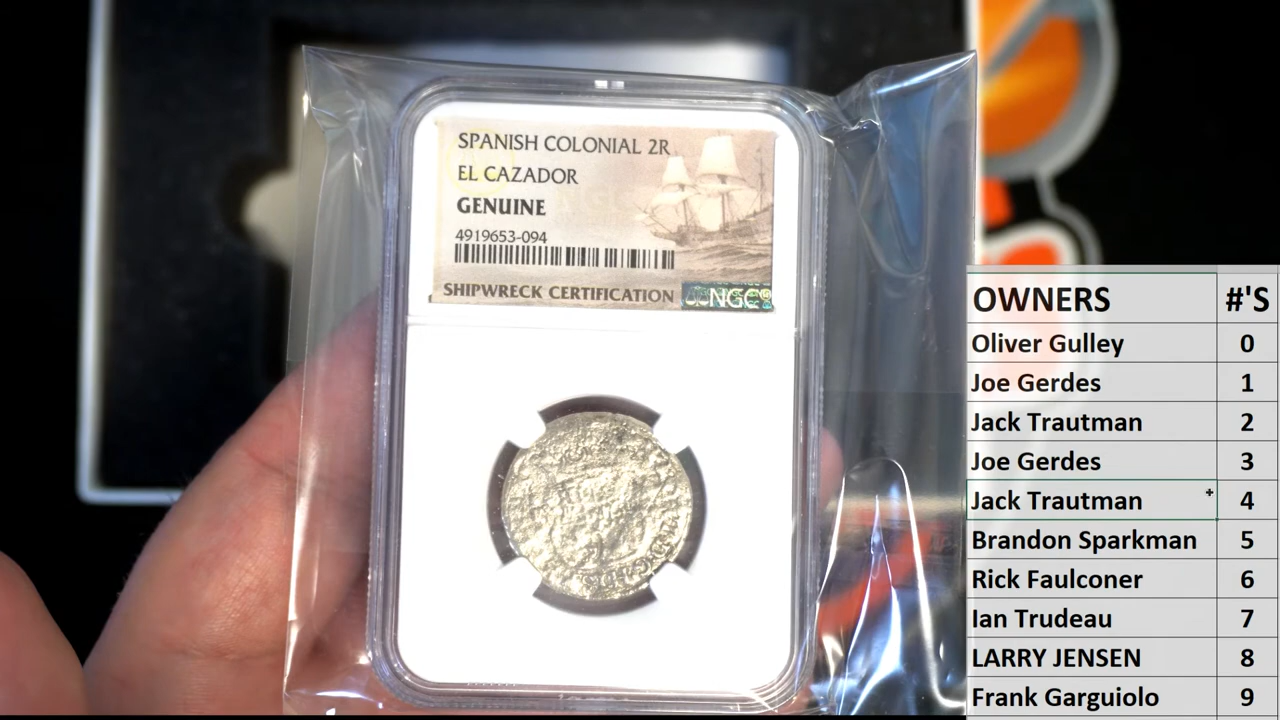 SPANISH COLONIAL 2R
EL CAZADOR
GENUINE
4919653-094
SHIPWRECK CERTIFICATION NGC
OWNERS #'S
Oliver Gulley 0
Joe Gerdes 1
Jack Trautman 2
Joe Gerdes 3
Jack Trautman 4
Brandon Sparkman 5
Rick Faulconer 6
Ian Trudeau 7
LARRY JENSEN 8
Frank Garguiolo 9